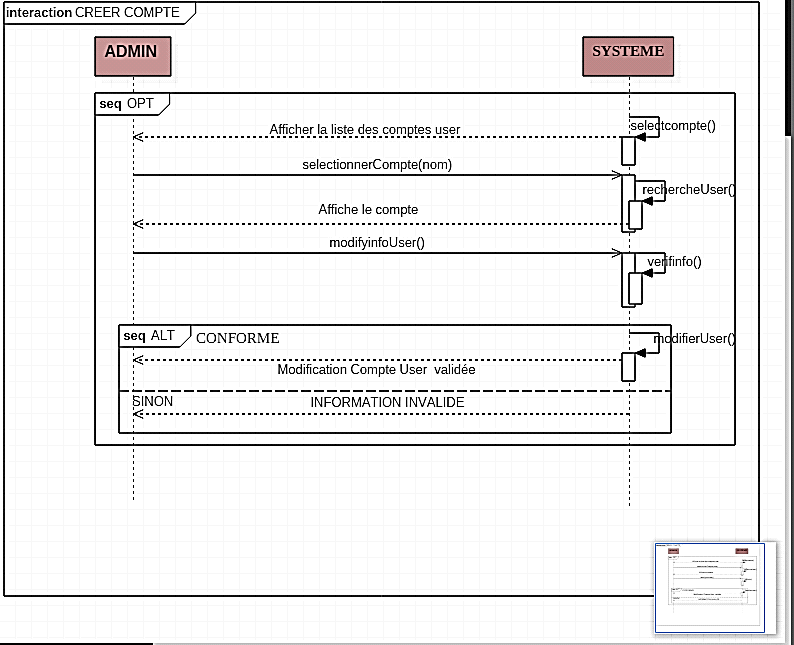 interaction CREER COMPTE
ADMIN
SYSTEME
seq OPT
selectcompte()
Afficher la liste des comptes user
selectionnerCompte(nom)
rechercheUser()
Affiche le compte
modifyinfoUser()
verifinfo()
seq ALT CONFORME
modifierUser()
Modification Compte User validée
SINON INFORMATION INVALIDE